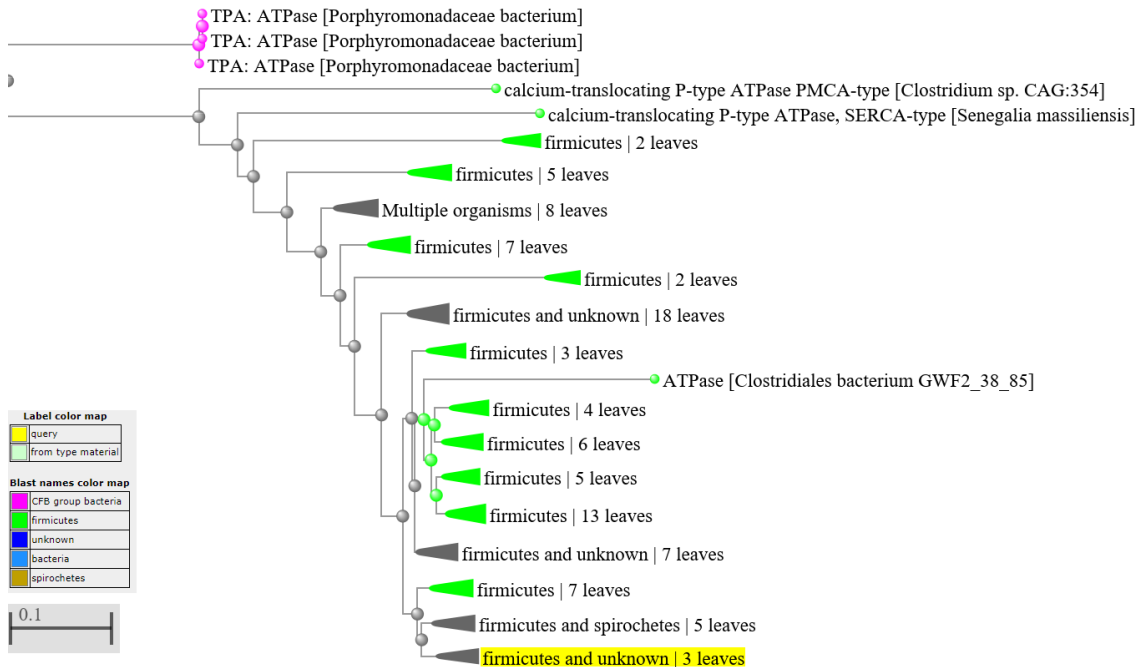 TPA: ATPase [Porphyromonadaceae bacterium]
TPA: ATPase [Porphyromonadaceae bacterium]
TPA: ATPase [Porphyromonadaceae bacterium]
calcium-translocating P-type ATPase PMCA-type [Clostridium sp. CAG:354]
calcium-translocating P-type ATPase, SERCA-type [Senegalia massiliensis]
firmicutes | 2 leaves
firmicutes | 5 leaves
Multiple organisms | 8 leaves
firmicutes | 7 leaves
firmicutes | 2 leaves
firmicutes and unknown | 18 leaves
firmicutes | 3 leaves
ATPase [Clostridiales bacterium GWF2_38_85]
firmicutes | 4 leaves
firmicutes | 6 leaves
firmicutes | 5 leaves
firmicutes | 13 leaves
firmicutes and unknown | 7 leaves
firmicutes | 7 leaves
firmicutes and spirochetes | 5 leaves
firmicutes and unknown | 3 leaves
Label color map
query
from type material
Blast names color map
CFB group bacteria
firmicutes
unknown
bacteria
spirochetes
0.1